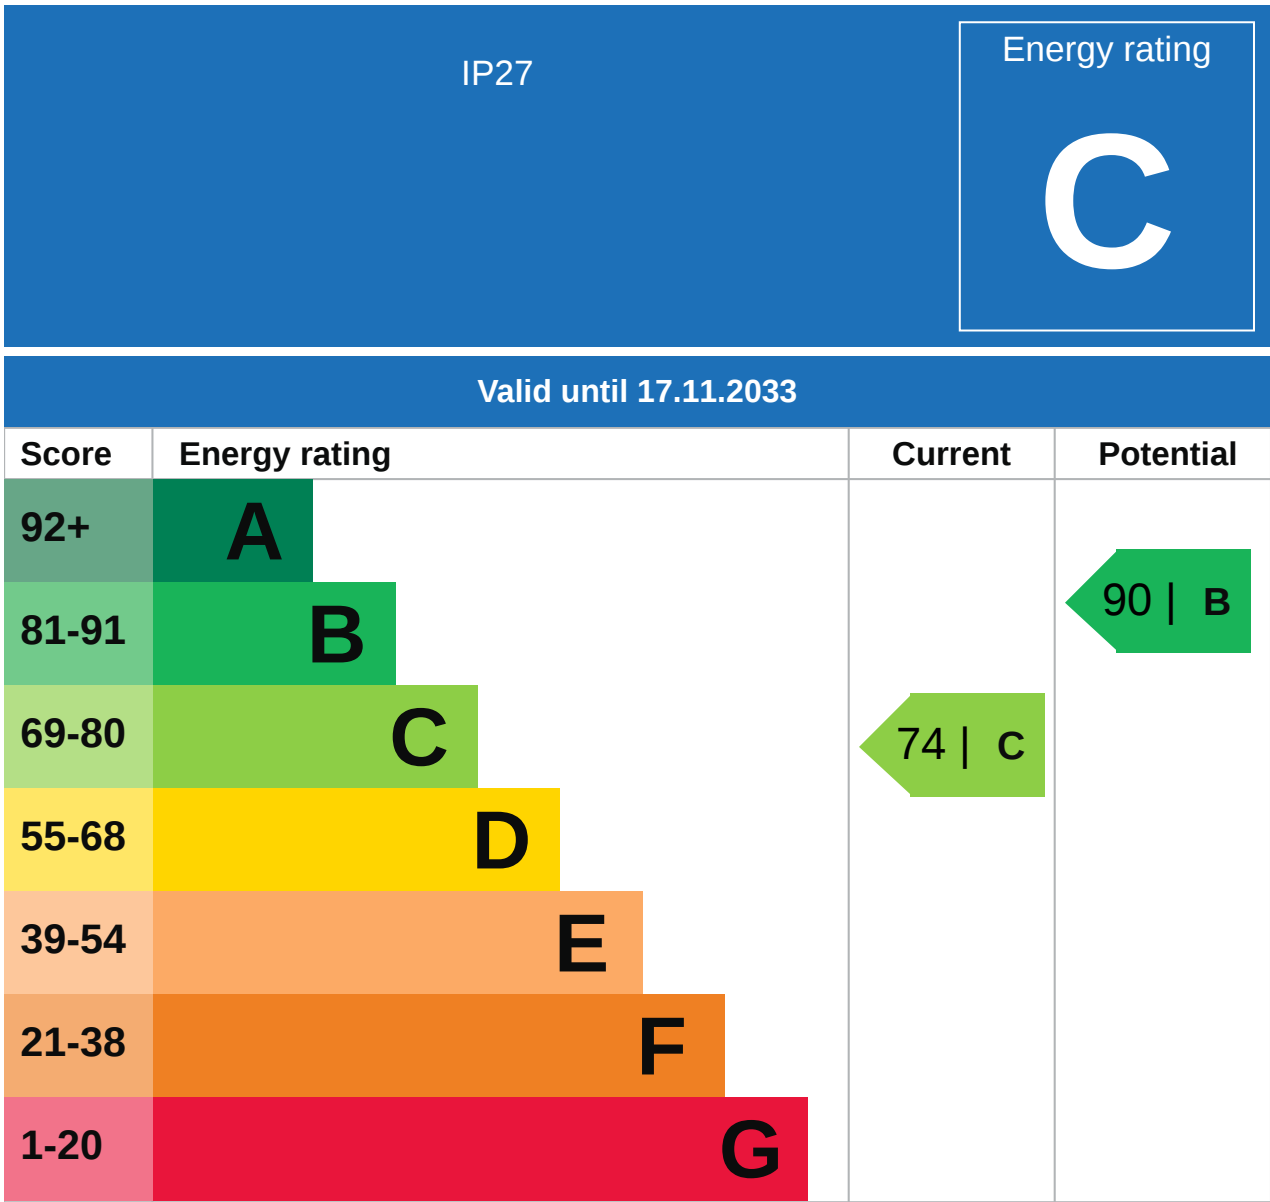 IP27
Energy rating
C
Valid until 17.11.2033
Score Energy rating Current Potential
92+ A
81-91 B 90 | B
69-80 C 74 | C
55-68 D
39-54 E
21-38 F
1-20 G